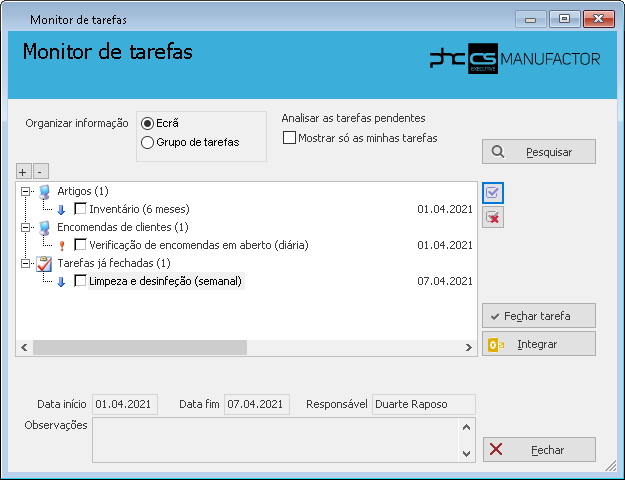 Monitor de tarefas
Monitor de tarefas
phc CS EXECUTIVE MANUFACTOR
Organizar informação
Ecrã
Grupo de tarefas
Analisar as tarefas pendentes
Mostrar só as minhas tarefas
Pesquisar
+ -
Artigos (1)
Inventário (6 meses) 01.04.2021
Encomendas de clientes (1)
Verificação de encomendas em aberto (diária) 01.04.2021
Tarefas já fechadas (1)
Limpeza e desinfeção (semanal) 07.04.2021
Fechar tarefa
Integrar
Data início 01.04.2021 Data fim 07.04.2021 Responsável Duarte Raposo
Observações
Fechar